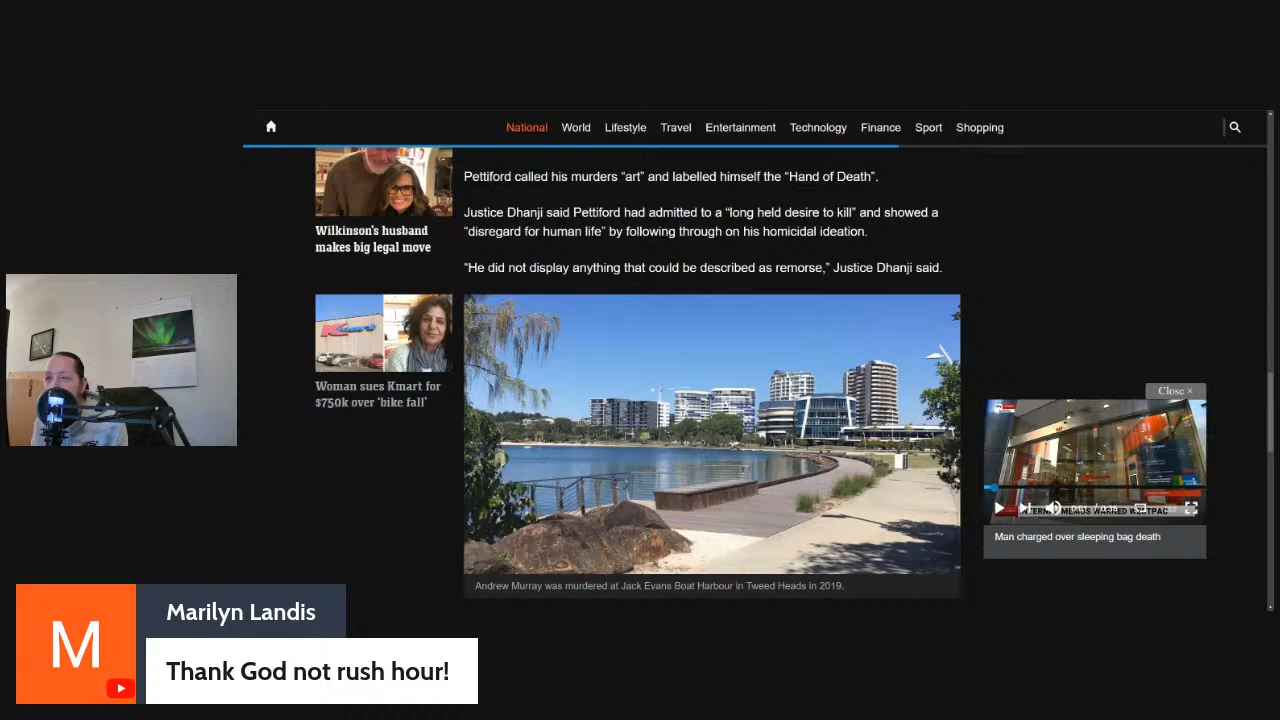 National World Lifestyle Travel Entertainment Technology Finance Sport Shopping
Pettiford called his murders “art” and labelled himself the “Hand of Death”.
Justice Dhanji said Pettiford had admitted to a “long held desire to kill” and showed a
“disregard for human life” by following through on his homicidal ideation.
“He did not display anything that could be described as remorse,” Justice Dhanji said.
Wilkinson's husband
makes big legal move
Kmart
Woman sues Kmart for
$750k over ‘bike fall’
Andrew Murray was murdered at Jack Evans Boat Harbour in Tweed Heads in 2019.
Close ×
MEMOS WARNED WESTPAC
Man charged over sleeping bag death
M
Marilyn Landis
Thank God not rush hour!